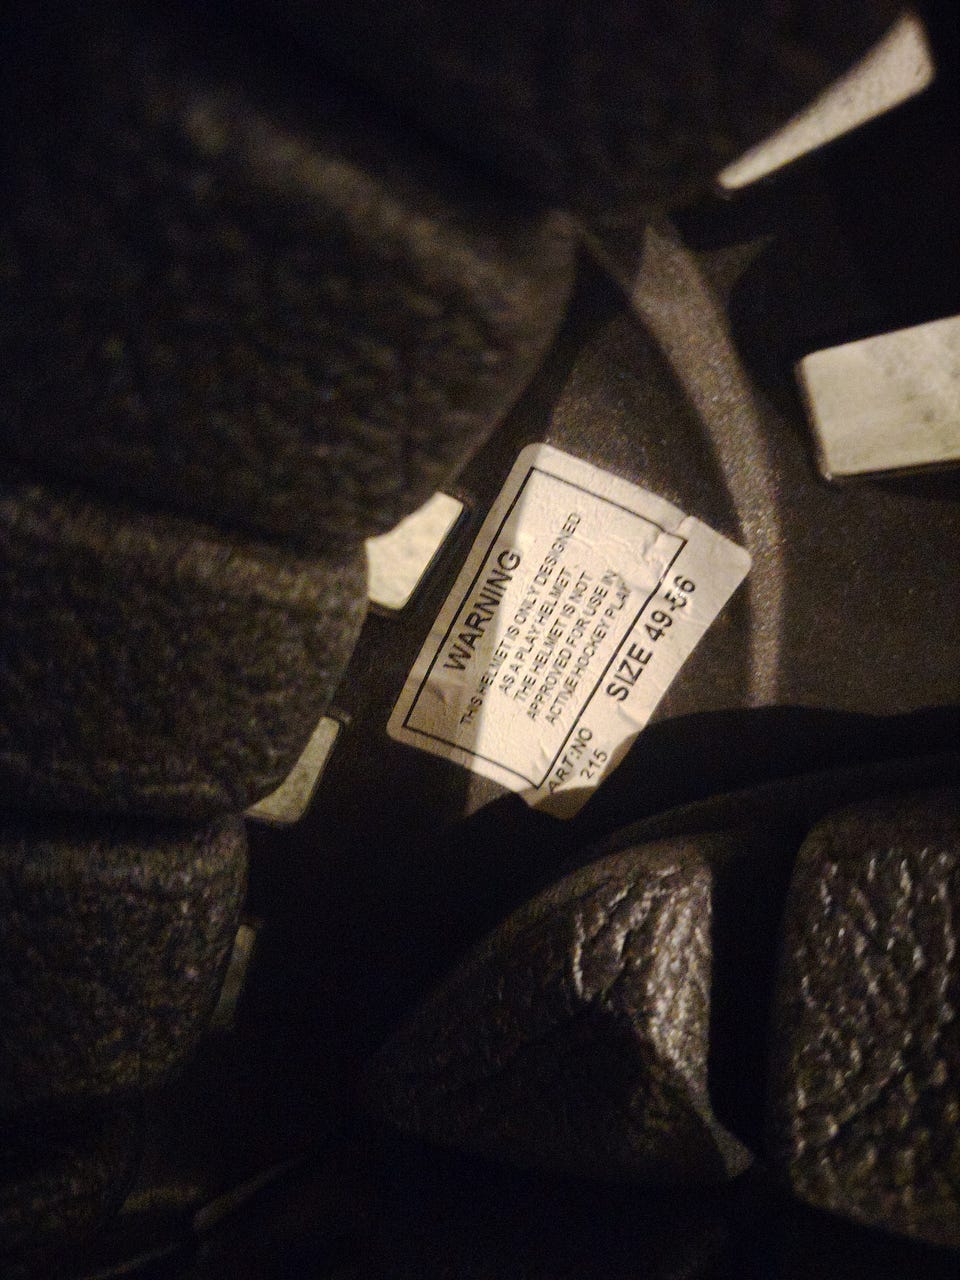 WARNING
THIS HELMET IS ONLY DESIGNED
AS A PLAY HELMET.
THE HELMET IS NOT
APPROVED FOR USE IN
ACTIVE HOCKEY PLAY
ART:NO
215
SIZE 49-56